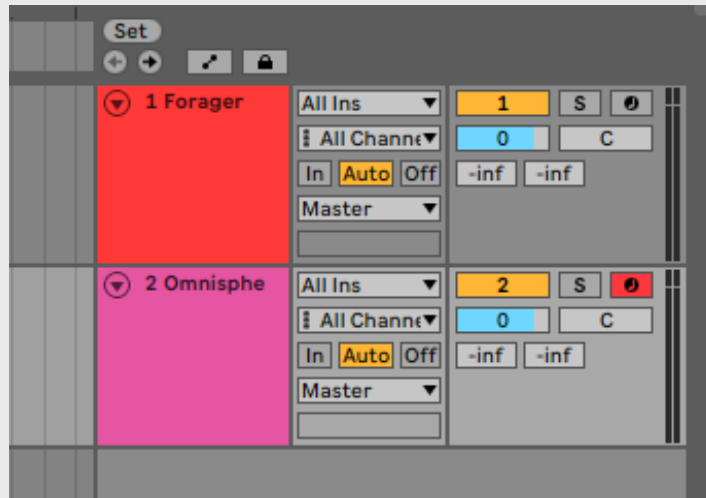 Set
1 Forager
All Ins
1
S
All Channe
0
C
In
Auto
Off
-inf
-inf
Master
2 Omnisphe
All Ins
2
S
All Channe
0
C
In
Auto
Off
-inf
-inf
Master